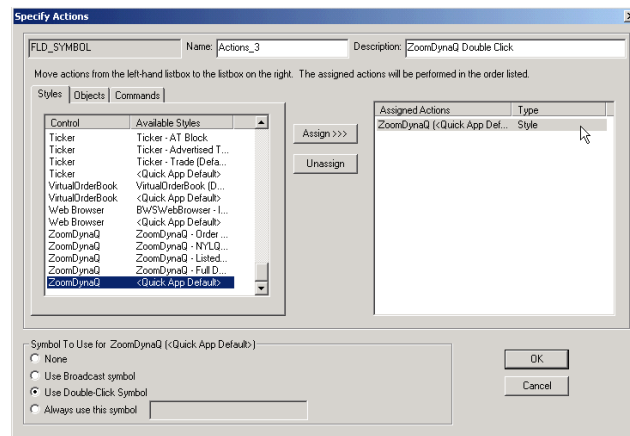 Specify Actions
FLD_SYMBOL Name: Actions_3 Description: ZoomDynaQ Double Click
Move actions from the left-hand listbox to the listbox on the right. The assigned actions will be performed in the order listed.
Styles Objects Commands
Control Available Styles
Ticker Ticker - AT Block
Ticker Ticker - Advertised T...
Ticker Ticker - Trade (Defa...
Ticker <Quick App Default>
VirtualOrderBook VirtualOrderBook (D...
VirtualOrderBook <Quick App Default>
Web Browser BWSWebBrowser - I...
Web Browser <Quick App Default>
ZoomDynaQ ZoomDynaQ - Order ...
ZoomDynaQ ZoomDynaQ - NYLQ...
ZoomDynaQ ZoomDynaQ - Listed...
ZoomDynaQ ZoomDynaQ - Full D...
ZoomDynaQ <Quick App Default>
Assign >>>
Unassign
Assigned Actions Type
ZoomDynaQ (<Quick App Def... Style
Symbol To Use for ZoomDynaQ (<Quick App Default>)
None
Use Broadcast symbol
Use Double-Click Symbol
Always use this symbol
OK
Cancel